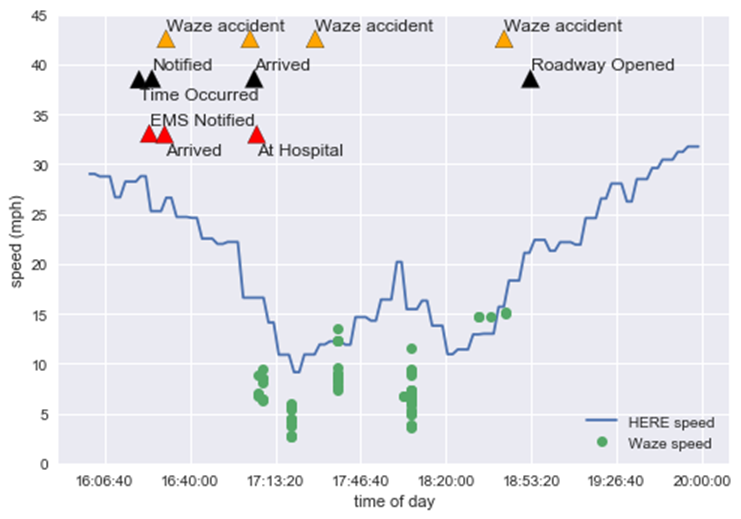 45
Waze accident Waze accident Waze accident
40
Notified Arrived Roadway Opened
Time Occurred
35
EMS Notified
Arrived At Hospital
30
25
20
15
10
5
0
speed (mph)
HERE speed
Waze speed
16:06:40 16:40:00 17:13:20 17:46:40 18:20:00 18:53:20 19:26:40 20:00:00
time of day